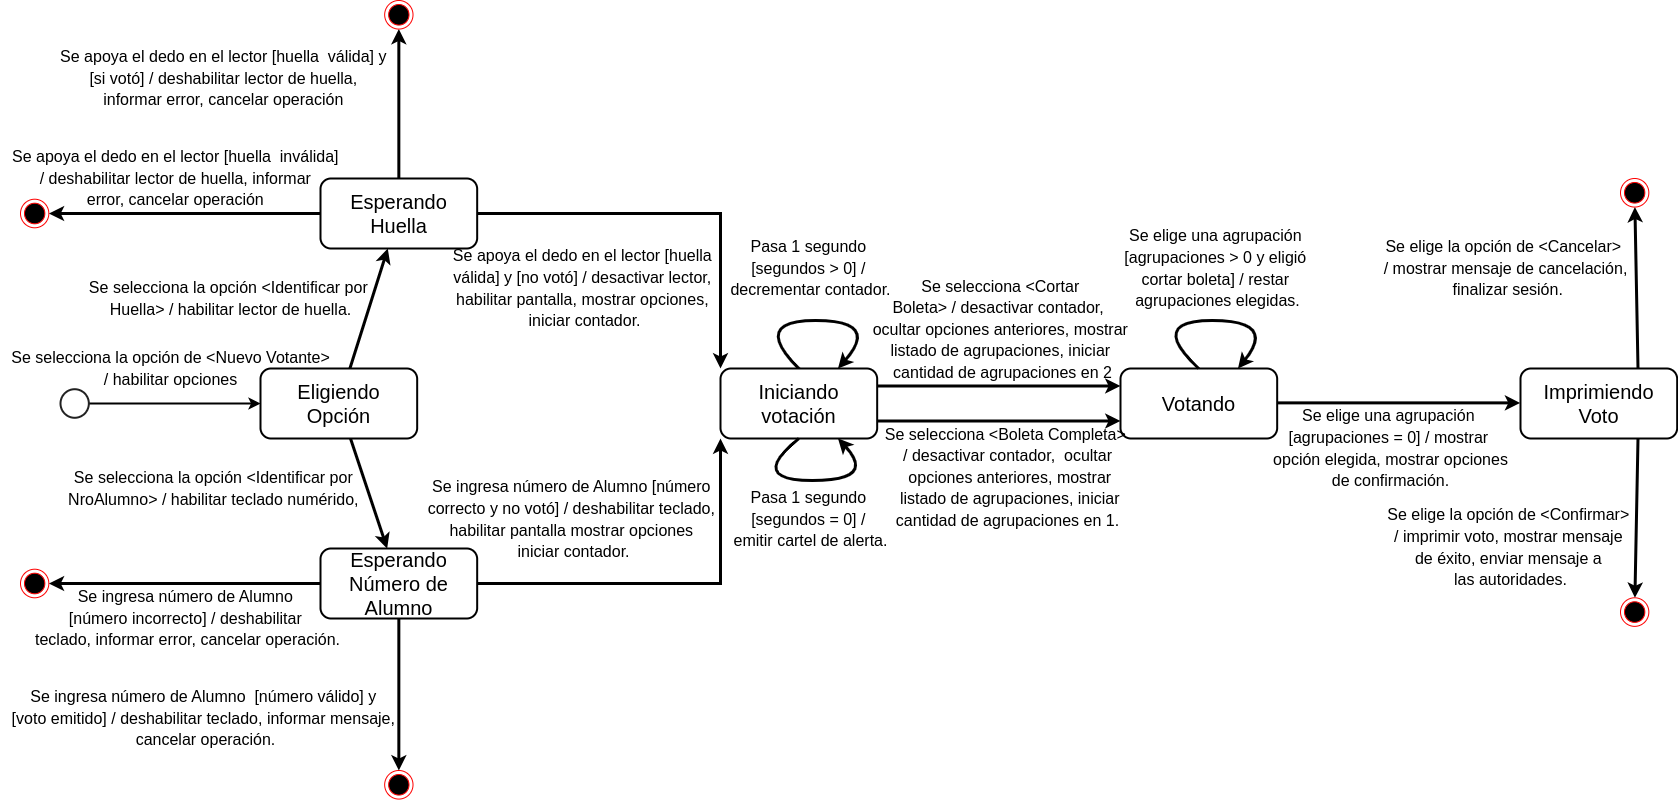 Se apoya el dedo en el lector [huella  válida] y
[si votó] / deshabilitar lector de huella,
informar error, cancelar operación
Se apoya el dedo en el lector [huella  inválida]
/ deshabilitar lector de huella, informar
error, cancelar operación
Esperando
Huella
Se apoya el dedo en el lector [huella
válida] y [no votó] / desactivar lector,
habilitar pantalla, mostrar opciones,
iniciar contador.
Se selecciona la opción <Identificar por
Huella> / habilitar lector de huella.
Se selecciona la opción de <Nuevo Votante>
/ habilitar opciones
Eligiendo
Opción
Se selecciona la opción <Identificar por
NroAlumno> / habilitar teclado numérido,
Se ingresa número de Alumno [número
correcto y no votó] / deshabilitar teclado,
habilitar pantalla mostrar opciones
iniciar contador.
Esperando
Número de
Alumno
Se ingresa número de Alumno
[número incorrecto] / deshabilitar
teclado, informar error, cancelar operación.
Se ingresa número de Alumno  [número válido] y
[voto emitido] / deshabilitar teclado, informar mensaje,
cancelar operación.
Pasa 1 segundo
[segundos > 0] /
decrementar contador.
Iniciando
votación
Pasa 1 segundo
[segundos = 0] /
emitir cartel de alerta.
Se selecciona <Cortar
Boleta> / desactivar contador,
ocultar opciones anteriores, mostrar
listado de agrupaciones, iniciar
cantidad de agrupaciones en 2
Se selecciona <Boleta Completa>
/ desactivar contador,  ocultar
opciones anteriores, mostrar
listado de agrupaciones, iniciar
cantidad de agrupaciones en 1.
Se elige una agrupación
[agrupaciones > 0 y eligió
cortar boleta] / restar
agrupaciones elegidas.
Votando
Se elige una agrupación
[agrupaciones = 0] / mostrar
opción elegida, mostrar opciones
de confirmación.
Se elige la opción de <Cancelar>
/ mostrar mensaje de cancelación,
finalizar sesión.
Imprimiendo
Voto
Se elige la opción de <Confirmar>
/ imprimir voto, mostrar mensaje
de éxito, enviar mensaje a
las autoridades.